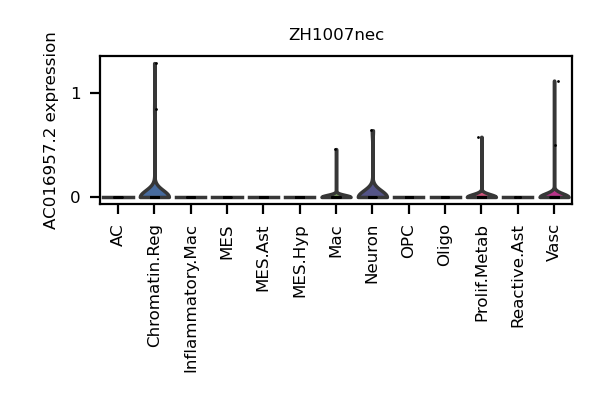 ZH1007nec
AC016957.2 expression
1
0
AC
Chromatin.Reg
Inflammatory.Mac
MES
MES.Ast
MES.Hyp
Mac
Neuron
OPC
Oligo
Prolif.Metab
Reactive.Ast
Vasc